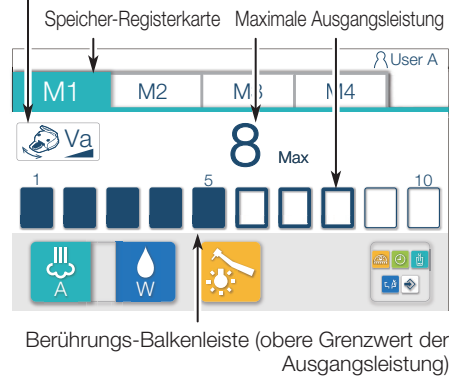 Speicher-Registerkarte Maximale Ausgangsleistung
User A
M1 M2 M3 M4
Va 8 Max
1 5 10
A W
Berührungs-Balkenleiste (obere Grenzwert der
Ausgangsleistung)